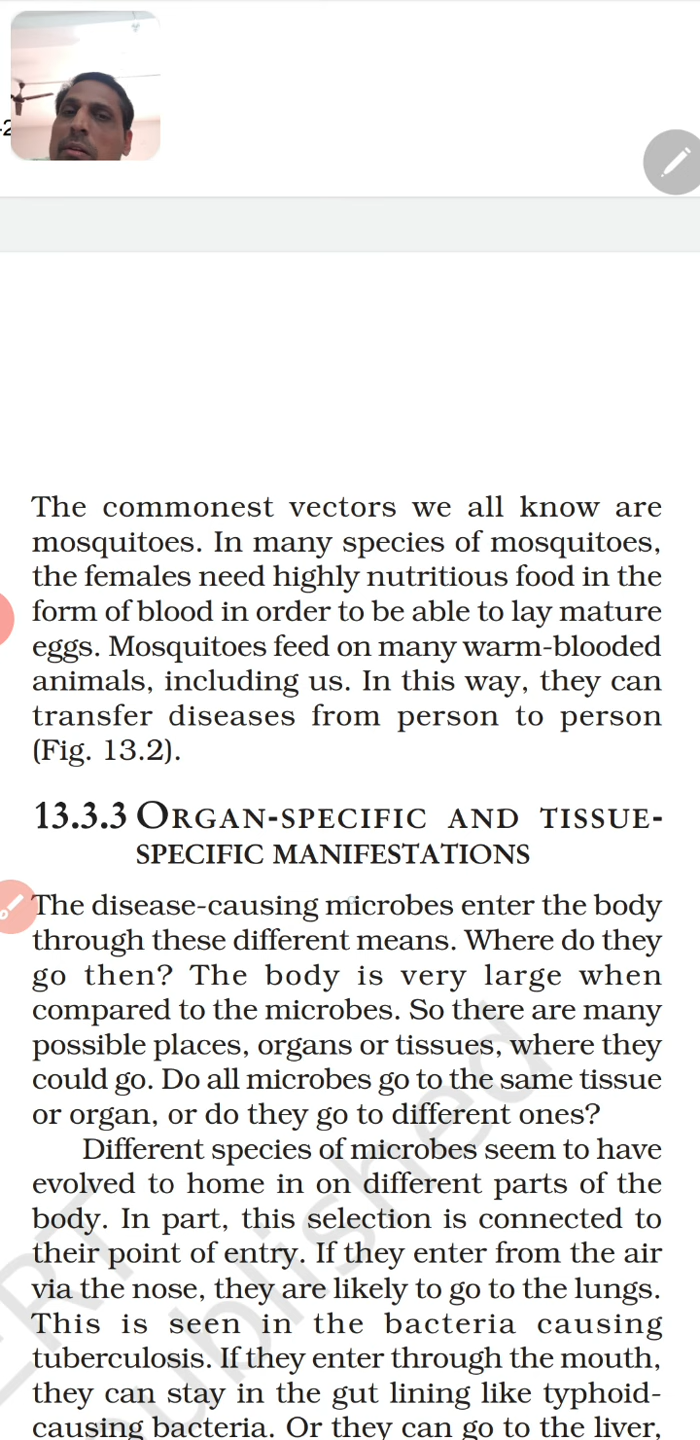 -2
The commonest vectors we all know are
mosquitoes. In many species of mosquitoes,
the females need highly nutritious food in the
form of blood in order to be able to lay mature
eggs. Mosquitoes feed on many warm-blooded
animals, including us. In this way, they can
transfer diseases from person to person
(Fig. 13.2).
13.3.3 ORGAN-SPECIFIC AND TISSUE-
SPECIFIC MANIFESTATIONS
The disease-causing microbes enter the body
through these different means. Where do they
go then? The body is very large when
compared to the microbes. So there are many
possible places, organs or tissues, where they
could go. Do all microbes go to the same tissue
or organ, or do they go to different ones?
Different species of microbes seem to have
evolved to home in on different parts of the
body. In part, this selection is connected to
their point of entry. If they enter from the air
via the nose, they are likely to go to the lungs.
This is seen in the bacteria causing
tuberculosis. If they enter through the mouth,
they can stay in the gut lining like typhoid-
causing bacteria. Or they can go to the liver,
ERT
published